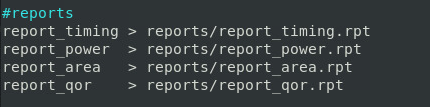 #reports
report_timing > reports/report_timing.rpt
report_power  > reports/report_power.rpt
report_area   > reports/report_area.rpt
report_qor    > reports/report_qor.rpt